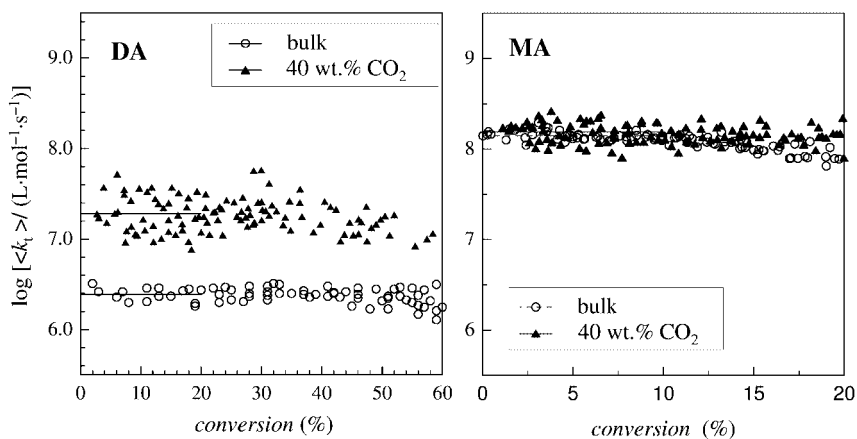 DA
bulk
40 wt.% CO₂
log [<kₜ>/ (L·mol⁻¹·s⁻¹)]
9.0
8.0
7.0
6.0
0 10 20 30 40 50 60
conversion (%)
MA
9
8
7
6
bulk
40 wt.% CO₂
0 5 10 15 20
conversion (%)